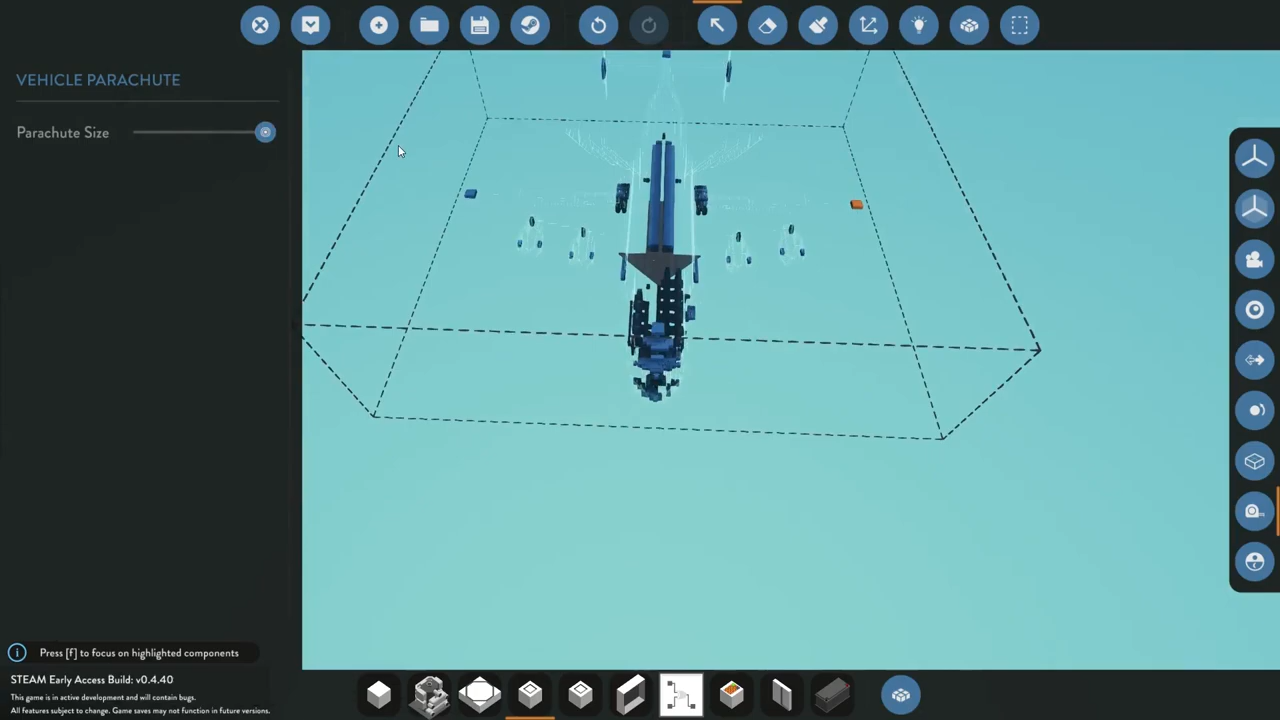 VEHICLE PARACHUTE
Parachute Size
Press [f] to focus on highlighted components
STEAM Early Access Build: v0.4.40
This game is in active development and will contain bugs.
All features subject to change. Game saves may not function in future versions.